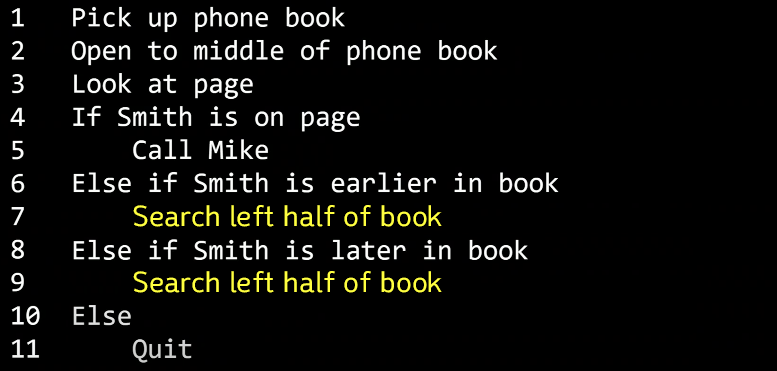 1 Pick up phone book
2 Open to middle of phone book
3 Look at page
4 If Smith is on page
5 Call Mike
6 Else if Smith is earlier in book
7 Search left half of book
8 Else if Smith is later in book
9 Search left half of book
10 Else
11 Quit